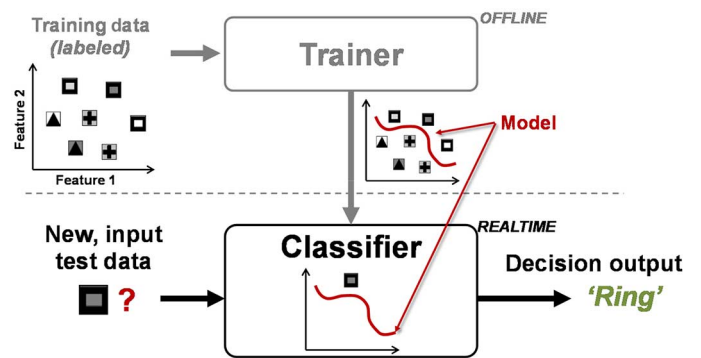 Training data
(labeled)
OFFLINE
Trainer
Feature 2
Feature 1
Model
REALTIME
New, input
test data
?
Classifier
Decision output
‘Ring’